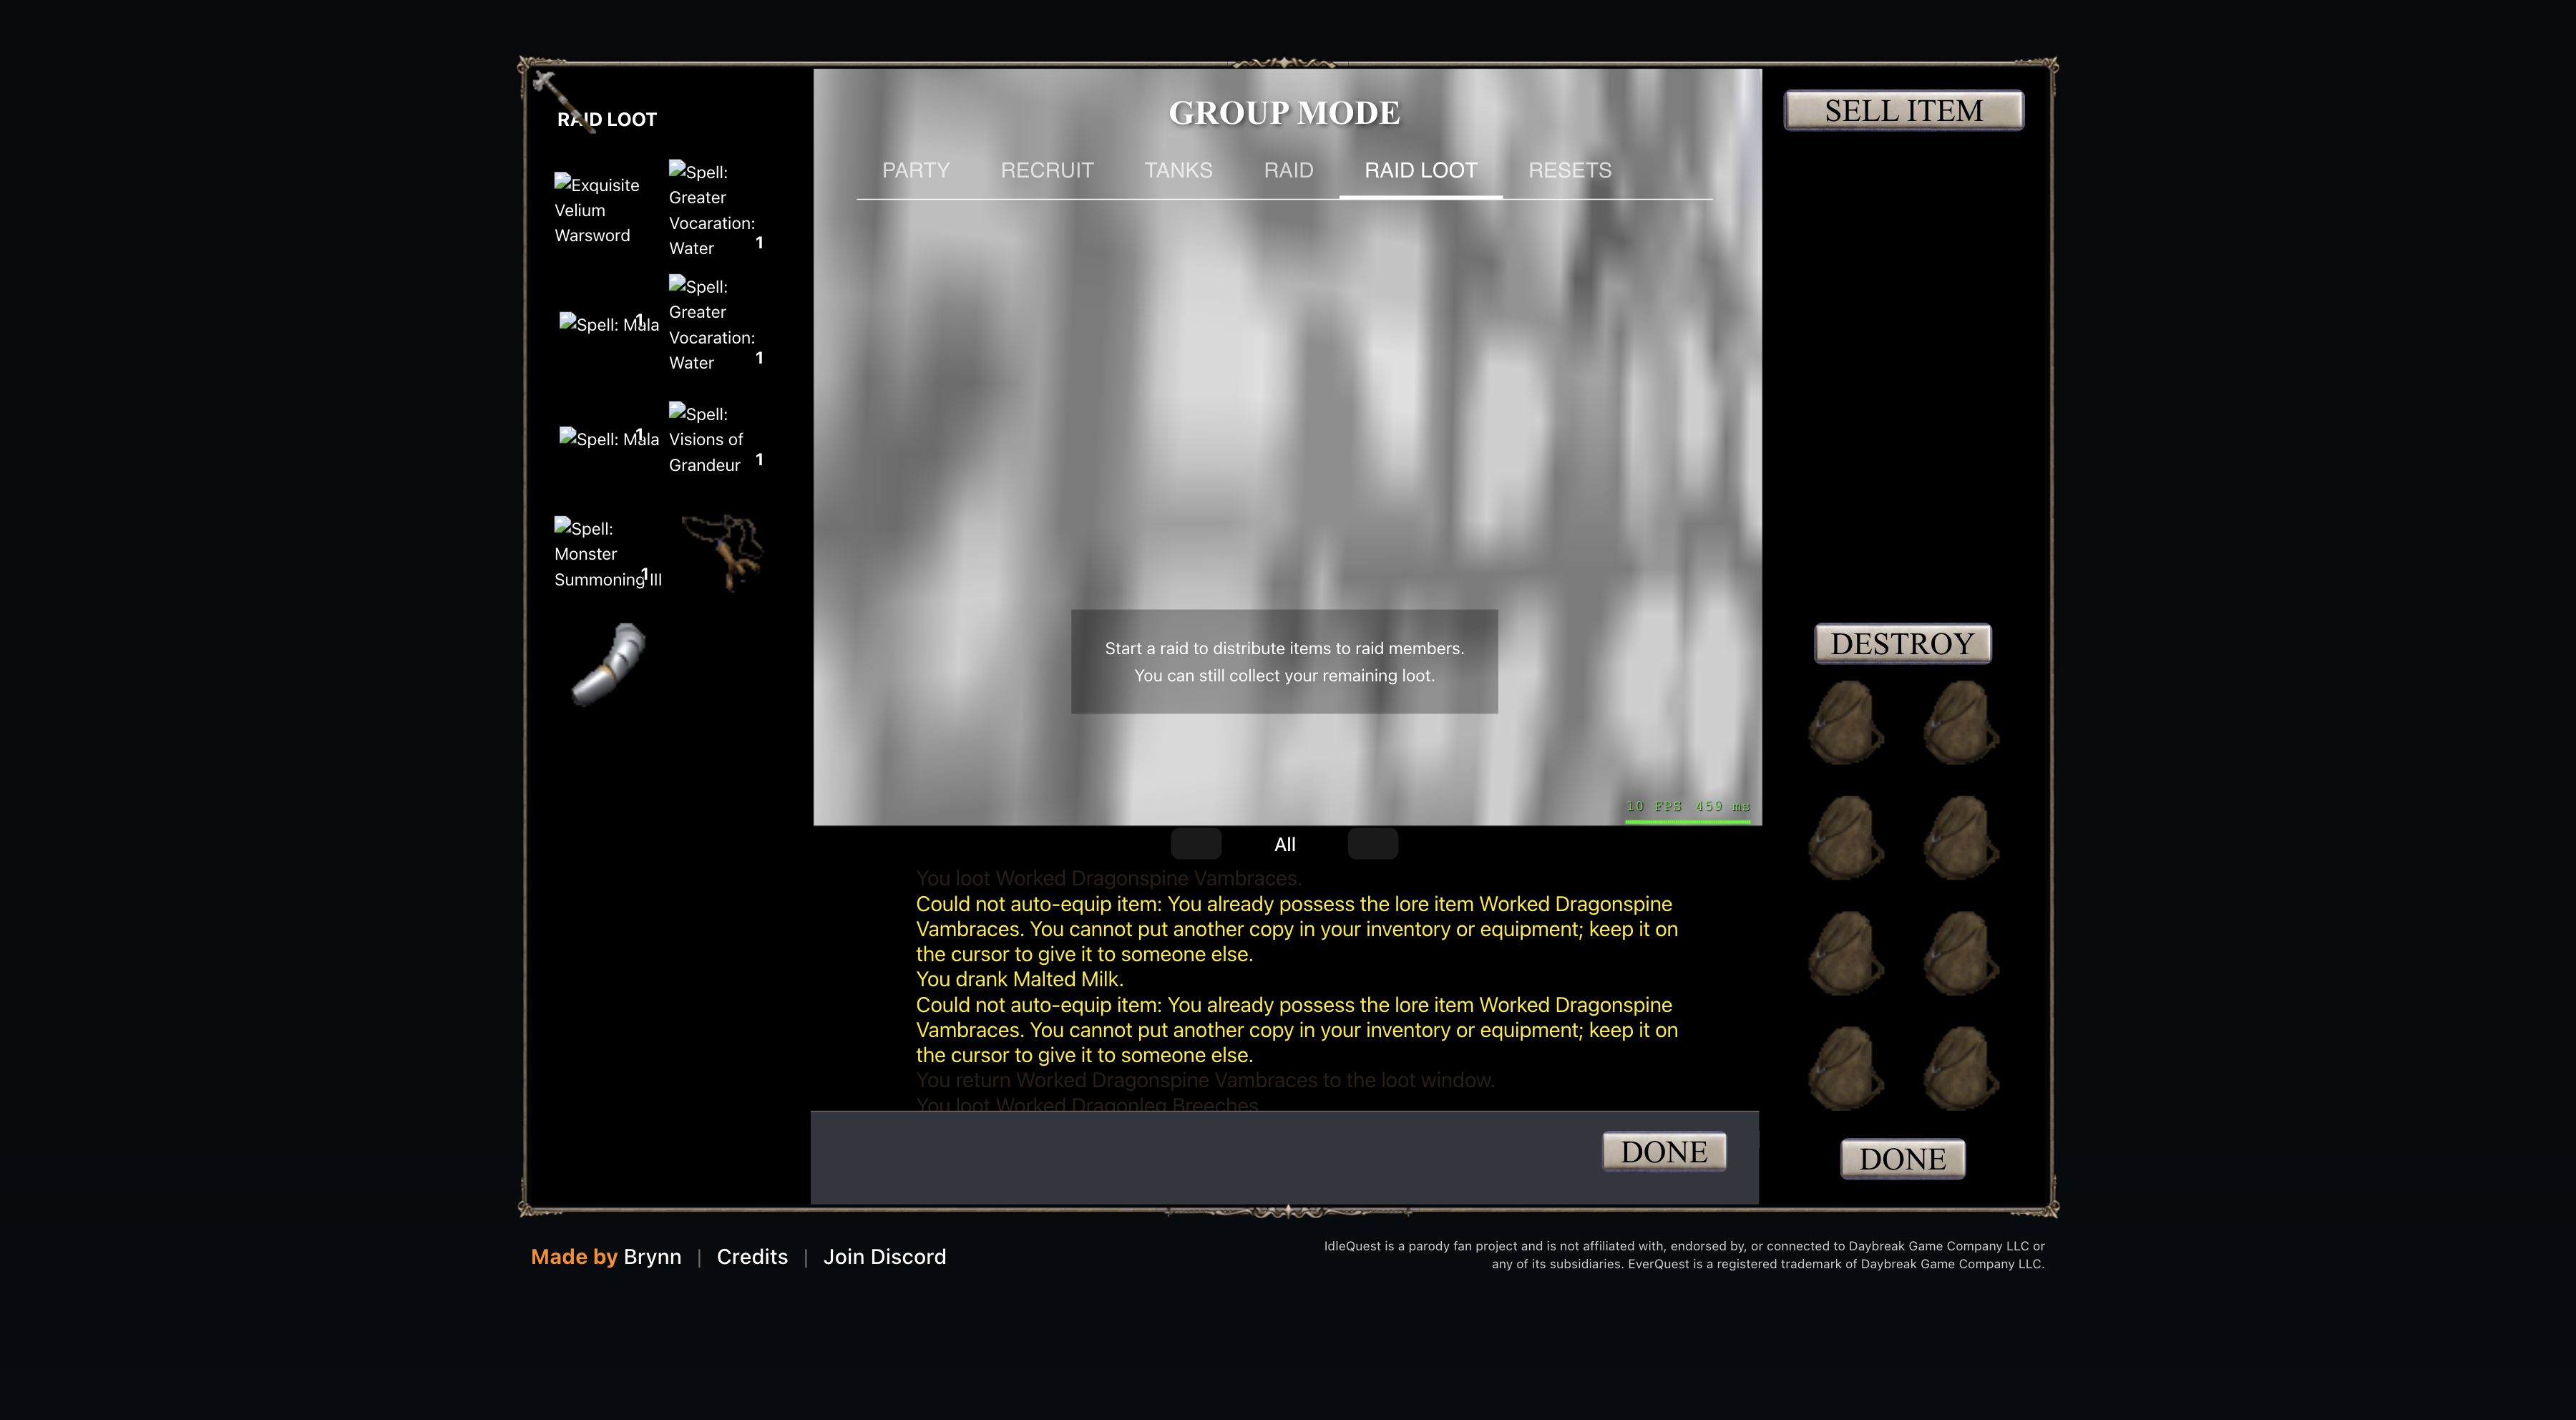 RAID LOOT
Exquisite
Velium
Warsword
Spell:
Greater
Vocaration:
Water
1
Spell: Mala
1
Spell:
Greater
Vocaration:
Water
1
Spell: Mala
1
Spell:
Visions of
Grandeur
1
Spell:
Monster
Summoning III
1
GROUP MODE
PARTY RECRUIT TANKS RAID RAID LOOT RESETS
Start a raid to distribute items to raid members.
You can still collect your remaining loot.
10 FPS 459 ms
All
You loot Worked Dragonspine Vambraces.
Could not auto-equip item: You already possess the lore item Worked Dragonspine
Vambraces. You cannot put another copy in your inventory or equipment; keep it on
the cursor to give it to someone else.
You drank Malted Milk.
Could not auto-equip item: You already possess the lore item Worked Dragonspine
Vambraces. You cannot put another copy in your inventory or equipment; keep it on
the cursor to give it to someone else.
You return Worked Dragonspine Vambraces to the loot window.
You loot Worked Dragonleg Breeches
DONE
SELL ITEM
DESTROY
DONE
Made by Brynn | Credits | Join Discord
IdleQuest is a parody fan project and is not affiliated with, endorsed by, or connected to Daybreak Game Company LLC or
any of its subsidiaries. EverQuest is a registered trademark of Daybreak Game Company LLC.